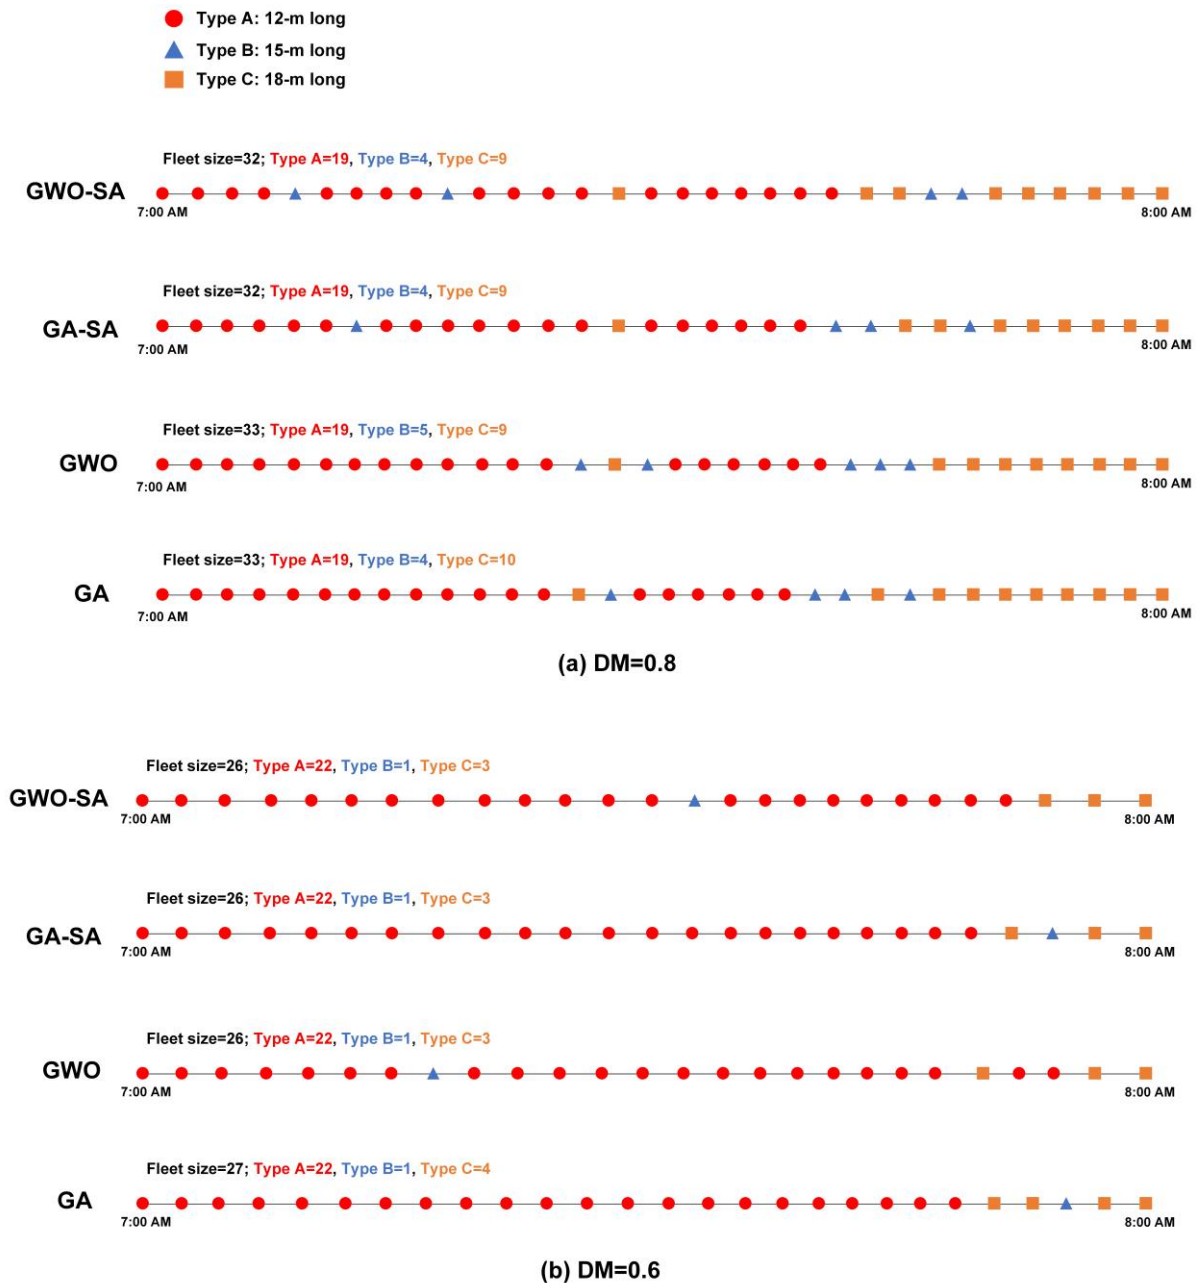 Type A: 12-m long
Type B: 15-m long
Type C: 18-m long
Fleet size=32; Type A=19, Type B=4, Type C=9
GWO-SA
7:00 AM
8:00 AM
Fleet size=32; Type A=19, Type B=4, Type C=9
GA-SA
7:00 AM
8:00 AM
Fleet size=33; Type A=19, Type B=5, Type C=9
GWO
7:00 AM
8:00 AM
Fleet size=33; Type A=19, Type B=4, Type C=10
GA
7:00 AM
8:00 AM
(a) DM=0.8
Fleet size=26; Type A=22, Type B=1, Type C=3
GWO-SA
7:00 AM
8:00 AM
Fleet size=26; Type A=22, Type B=1, Type C=3
GA-SA
7:00 AM
8:00 AM
Fleet size=26; Type A=22, Type B=1, Type C=3
GWO
7:00 AM
8:00 AM
Fleet size=27; Type A=22, Type B=1, Type C=4
GA
7:00 AM
8:00 AM
(b) DM=0.6